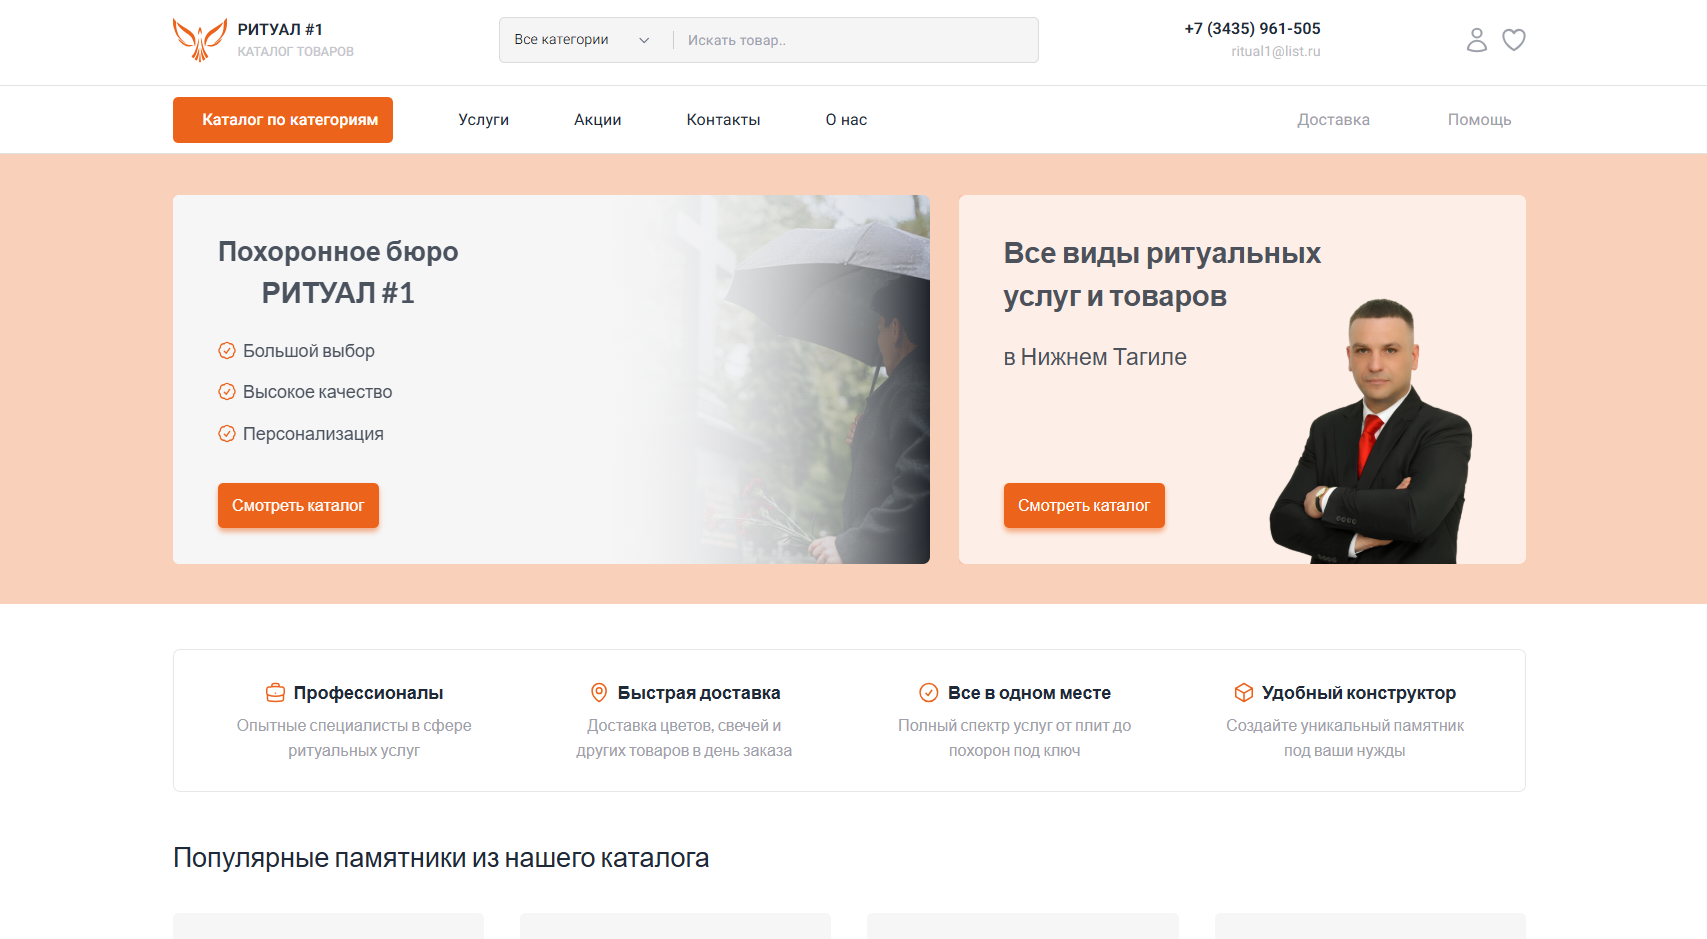 РИТУАЛ #1
КАТАЛОГ ТОВАРОВ
Все категории
Искать товар..
+7 (3435) 961-505
ritual1@list.ru
Каталог по категориям
Услуги
Акции
Контакты
О нас
Доставка
Помощь
Похоронное бюро
РИТУАЛ #1
Большой выбор
Высокое качество
Персонализация
Смотреть каталог
Все виды ритуальных
услуг и товаров
в Нижнем Тагиле
Смотреть каталог
Профессионалы
Опытные специалисты в сфере
ритуальных услуг
Быстрая доставка
Доставка цветов, свечей и
других товаров в день заказа
Все в одном месте
Полный спектр услуг от плит до
похорон под ключ
Удобный конструктор
Создайте уникальный памятник
под ваши нужды
Популярные памятники из нашего каталога